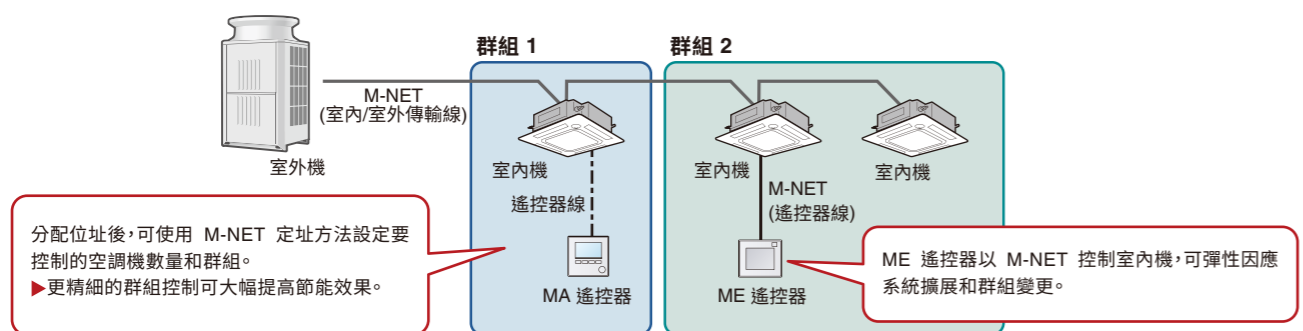 群組 1
群組 2
M-NET
(室內/室外傳輸線)
室外機
室內機
室內機
室內機
遙控器線
M-NET
(遙控器線)
MA 遙控器
ME 遙控器
分配位址後,可使用 M-NET 定址方法設定要
控制的空調機數量和群組。
▶更精細的群組控制可大幅提高節能效果。
ME 遙控器以 M-NET 控制室內機,可彈性因應
系統擴展和群組變更。